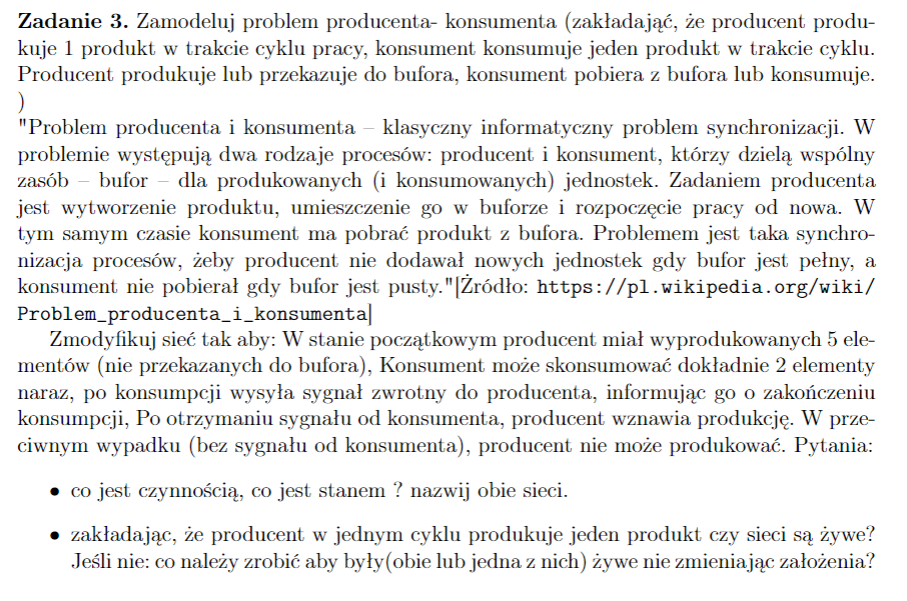 Zadanie 3. Zamodeluj problem producenta- konsumenta (zakładająć, że producent produ-
kuje 1 produkt w trakcie cyklu pracy, konsument konsumuje jeden produkt w trakcie cyklu.
Producent produkuje lub przekazuje do bufora, konsument pobiera z bufora lub konsumuje.
)
"Problem producenta i konsumenta – klasyczny informatyczny problem synchronizacji. W
problemie występują dwa rodzaje procesów: producent i konsument, którzy dzielą wspólny
zasób – bufor – dla produkowanych (i konsumowanych) jednostek. Zadaniem producenta
jest wytworzenie produktu, umieszczenie go w buforze i rozpoczęcie pracy od nowa. W
tym samym czasie konsument ma pobrać produkt z bufora. Problemem jest taka synchro-
nizacja procesów, żeby producent nie dodawał nowych jednostek gdy bufor jest pełny, a
konsument nie pobierał gdy bufor jest pusty."[Źródło: https://pl.wikipedia.org/wiki/
Problem_producenta_i_konsumenta]
Zmodyfikuj sieć tak aby: W stanie początkowym producent miał wyprodukowanych 5 ele-
mentów (nie przekazanych do bufora), Konsument może skonsumować dokładnie 2 elementy
naraz, po konsumpcji wysyła sygnał zwrotny do producenta, informując go o zakończeniu
konsumpcji, Po otrzymaniu sygnału od konsumenta, producent wznawia produkcję. W prze-
ciwnym wypadku (bez sygnału od konsumenta), producent nie może produkować. Pytania:
• co jest czynnością, co jest stanem ? nazwij obie sieci.
• zakładając, że producent w jednym cyklu produkuje jeden produkt czy sieci są żywe?
Jeśli nie: co należy zrobić aby były(obie lub jedna z nich) żywe nie zmieniając założenia?